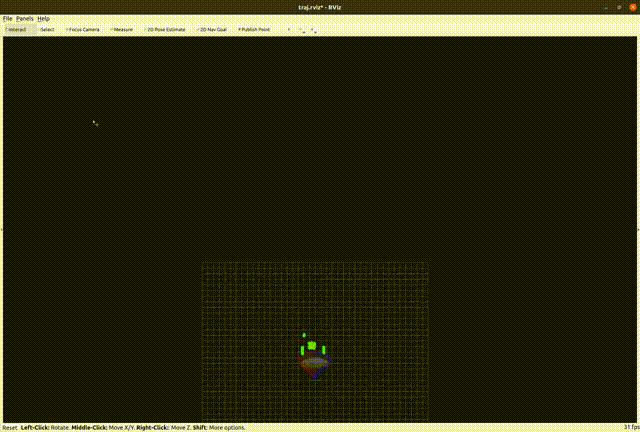 traj.rviz* - RViz
File Panels Help
Interact Select Focus Camera Measure 2D Pose Estimate 2D Nav Goal Publish Point
Reset Left-Click: Rotate. Middle-Click: Move X/Y. Right-Click: Move Z. Shift: More options. 31 fps